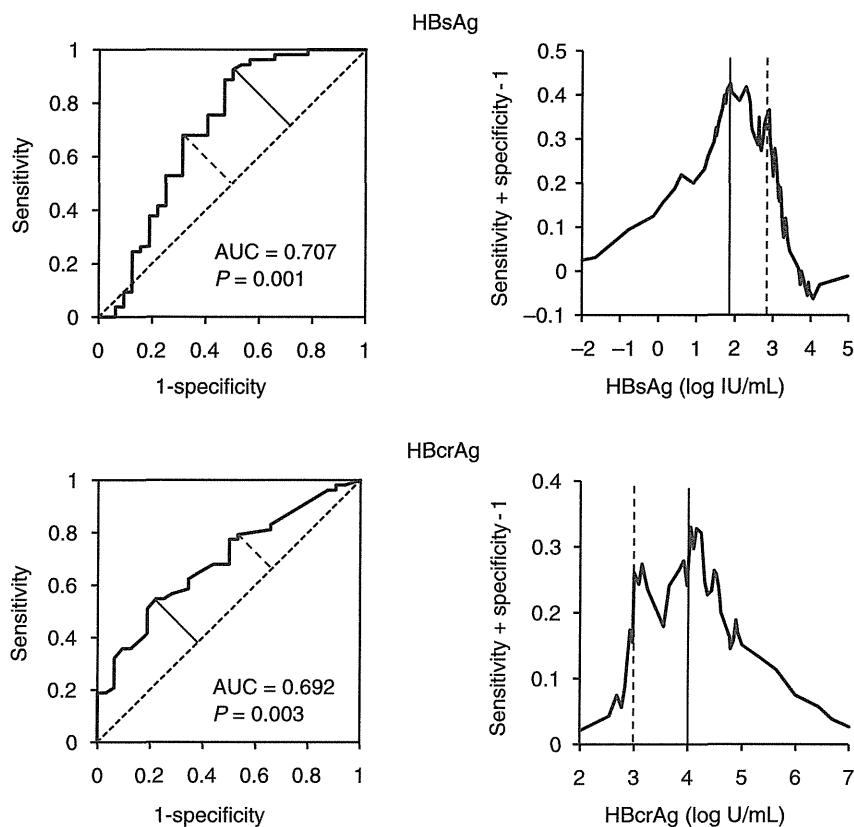 HBsAg
Sensitivity
1
0.8
0.6
0.4
0.2
0
AUC = 0.707
P = 0.001
0 0.2 0.4 0.6 0.8 1
1-specificity
Sensitivity + specificity - 1
0.5
0.4
0.3
0.2
0.1
0
–0.1
–2 –1 0 1 2 3 4 5
HBsAg (log IU/mL)
HBcrAg
Sensitivity
1
0.8
0.6
0.4
0.2
0
AUC = 0.692
P = 0.003
0 0.2 0.4 0.6 0.8 1
1-specificity
Sensitivity + specificity - 1
0.4
0.3
0.2
0.1
0
2 3 4 5 6 7
HBcrAg (log U/mL)